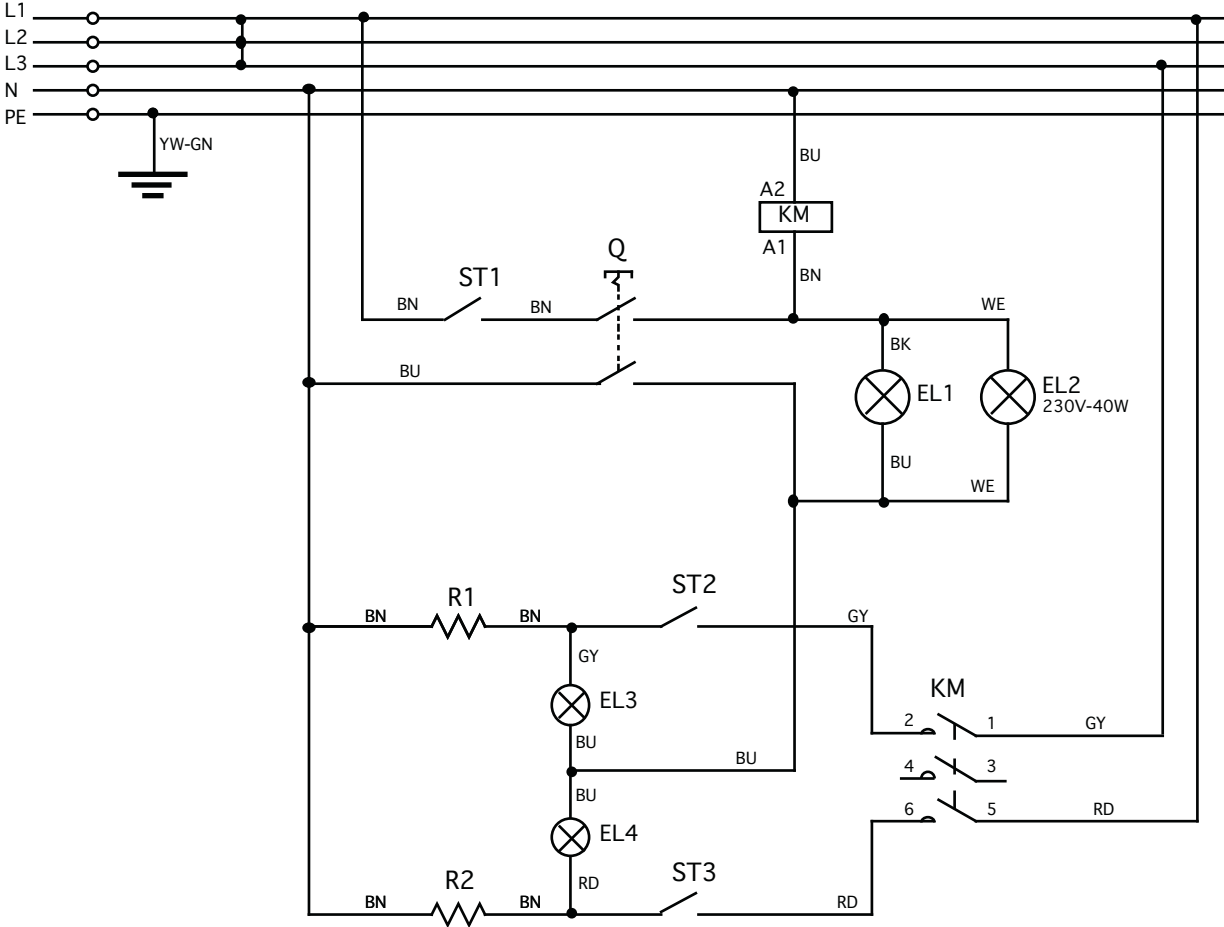 L1
L2
L3
N
PE
YW-GN
BU
A2
KM
A1
BN
Q
ST1
BN
BN
WE
BK
BU
EL1
EL2
230V-40W
BU
WE
R1
ST2
BN
BN
GY
GY
EL3
BU
BU
KM
2
1
GY
4
3
6
5
RD
BU
EL4
R2
ST3
RD
BN
BN
RD